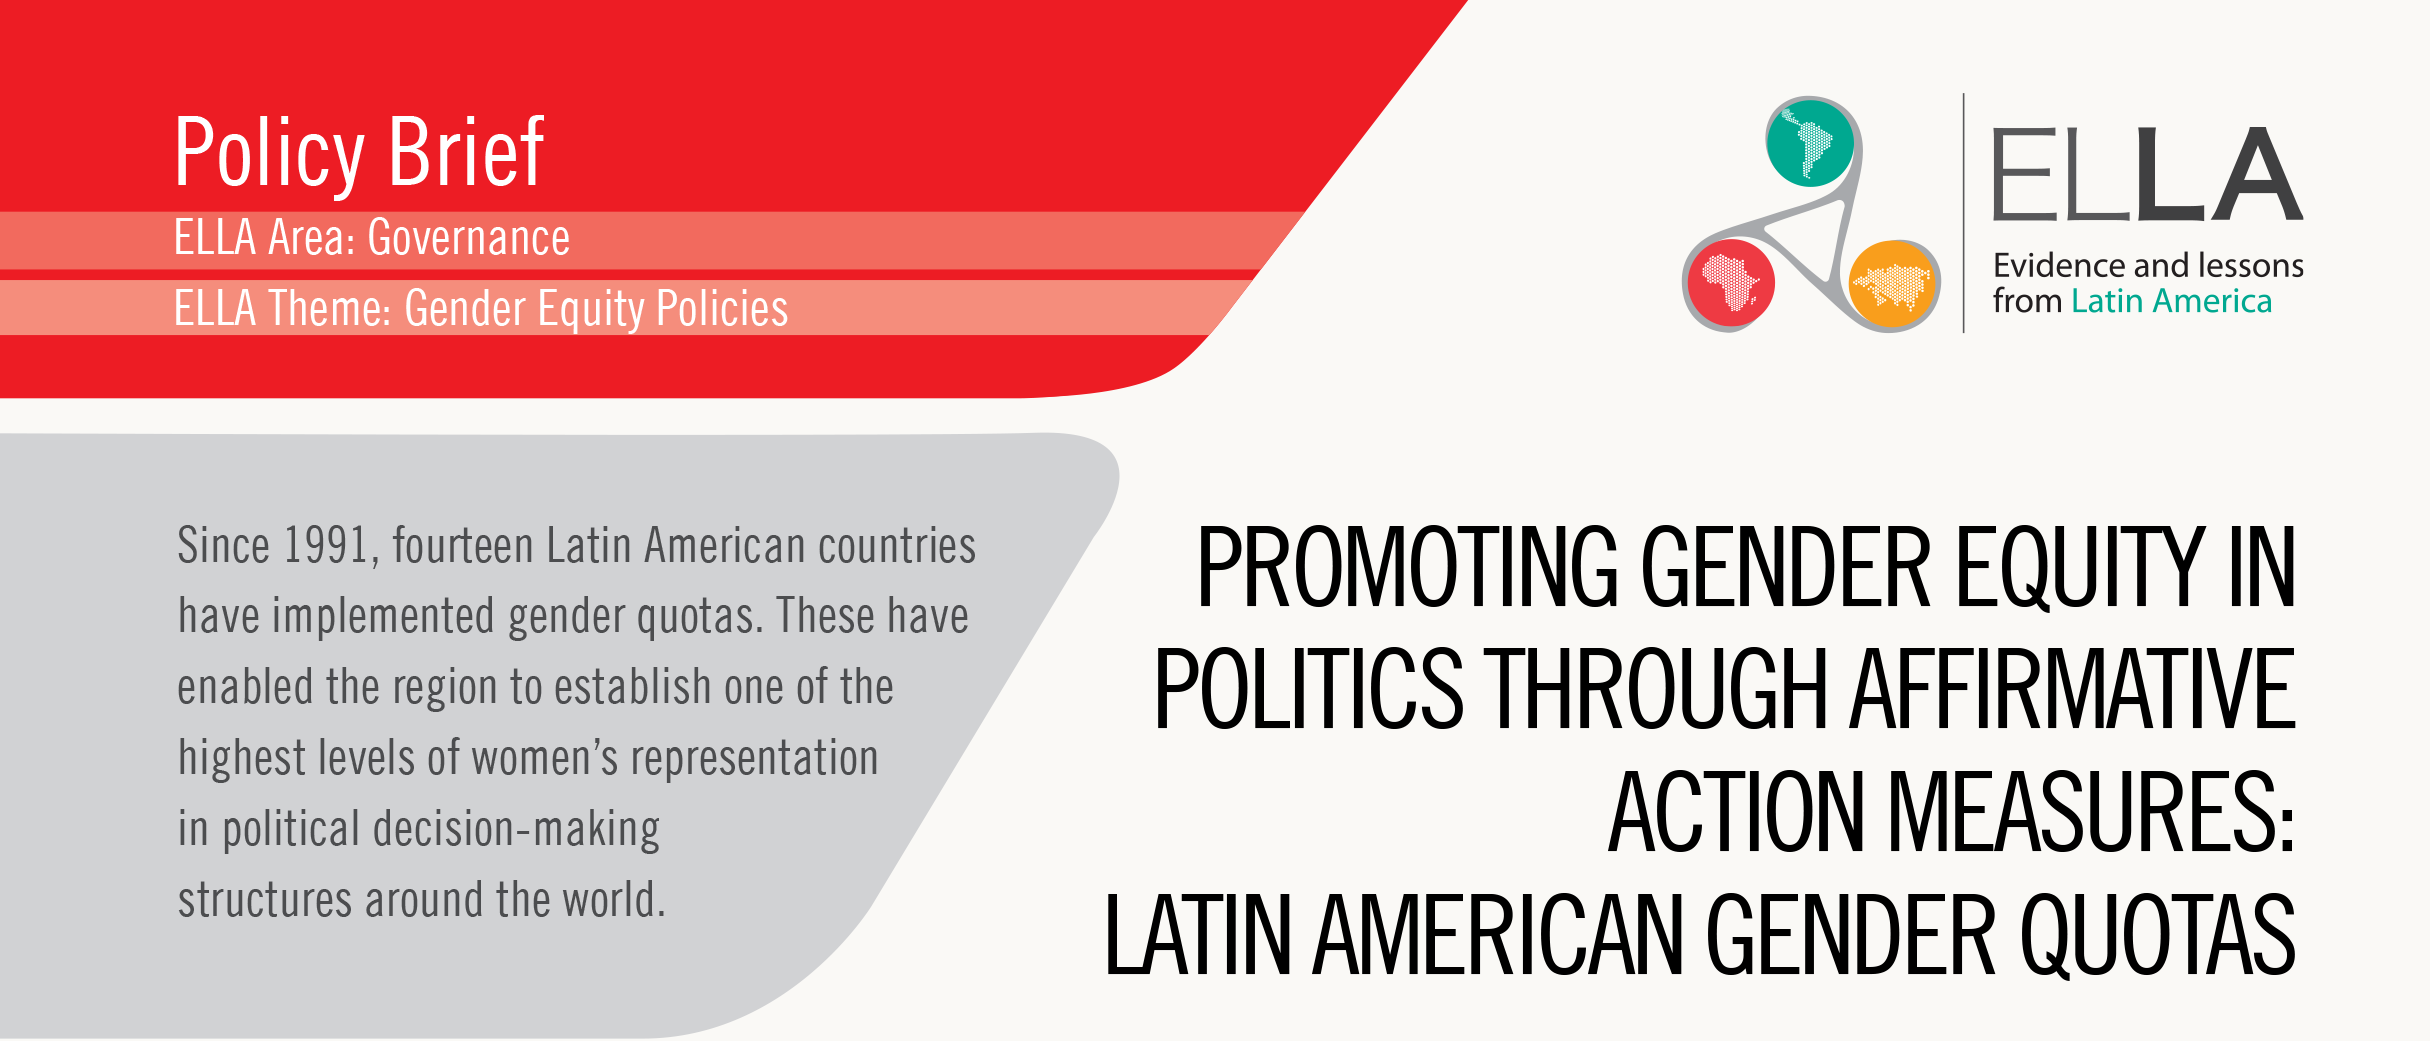 Policy Brief
ELLA Area: Governance
ELLA Theme: Gender Equity Policies
ELLA
Evidence and lessons
from Latin America
Since 1991, fourteen Latin American countries
have implemented gender quotas. These have
enabled the region to establish one of the
highest levels of women’s representation
in political decision-making
structures around the world.
PROMOTING GENDER EQUITY IN
POLITICS THROUGH AFFIRMATIVE
ACTION MEASURES:
LATIN AMERICAN GENDER QUOTAS